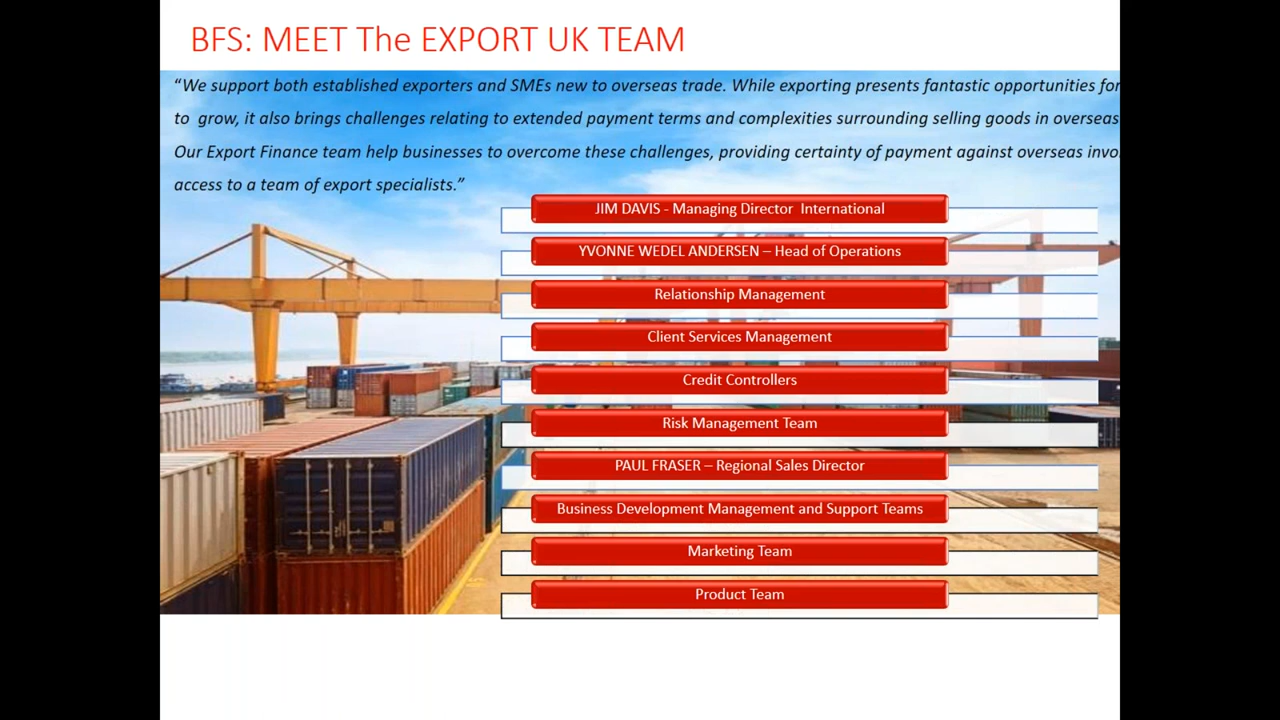 BFS: MEET The EXPORT UK TEAM
“We support both established exporters and SMEs new to overseas trade. While exporting presents fantastic opportunities for
to grow, it also brings challenges relating to extended payment terms and complexities surrounding selling goods in overseas
Our Export Finance team help businesses to overcome these challenges, providing certainty of payment against overseas invo
access to a team of export specialists.”
JIM DAVIS - Managing Director International
YVONNE WEDEL ANDERSEN – Head of Operations
Relationship Management
Client Services Management
Credit Controllers
Risk Management Team
PAUL FRASER – Regional Sales Director
Business Development Management and Support Teams
Marketing Team
Product Team